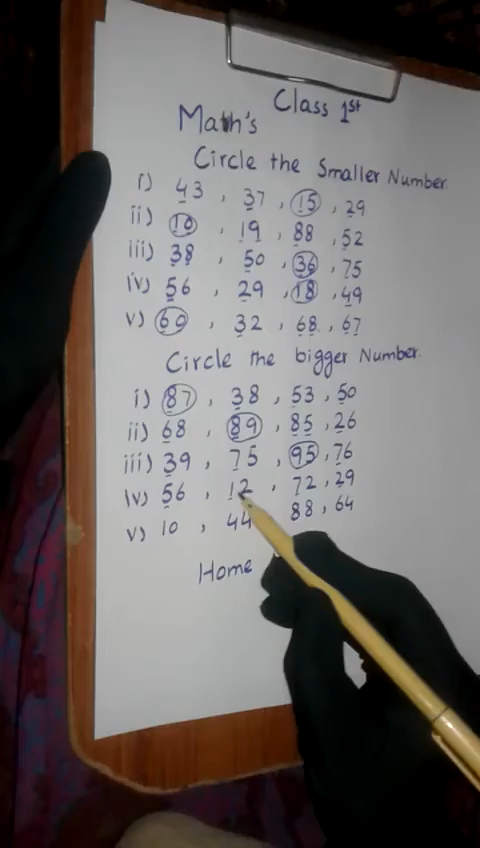 Class 1st
Math's
Circle the Smaller Number.
i) 43 , 37 , 15 , 29
ii) 10 , 19 , 88 , 52
iii) 38 , 50 , 36 , 75
iv) 56 , 29 , 18 , 49
v) 60 , 32 , 68 , 67
Circle the bigger Number.
i) 87 , 38 , 53 , 50
ii) 68 , 89 , 85 , 26
iii) 39 , 75 , 95 , 76
iv) 56 , 12 , 72 , 29
v) 10 , 44 88 , 64
Home